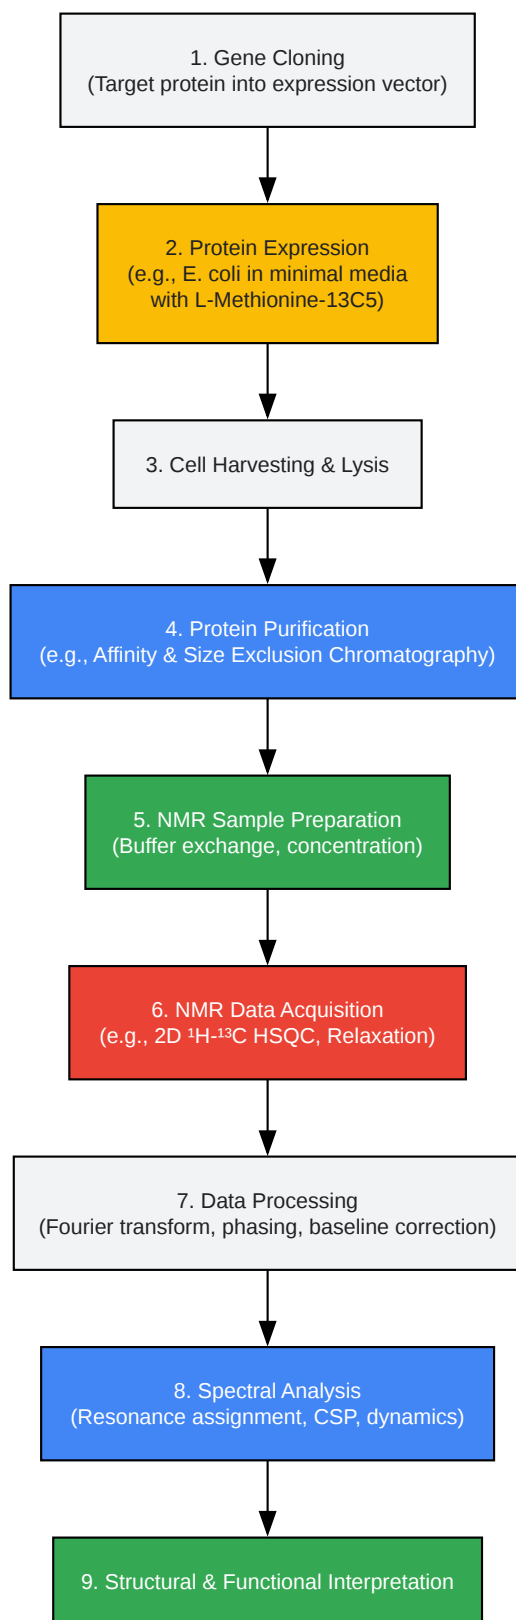 1. Gene Cloning
(Target protein into expression vector)
2. Protein Expression
(e.g., E. coli in minimal media
with L-Methionine-13C5)
3. Cell Harvesting & Lysis
4. Protein Purification
(e.g., Affinity & Size Exclusion Chromatography)
5. NMR Sample Preparation
(Buffer exchange, concentration)
6. NMR Data Acquisition
(e.g., 2D ¹H-¹³C HSQC, Relaxation)
7. Data Processing
(Fourier transform, phasing, baseline correction)
8. Spectral Analysis
(Resonance assignment, CSP, dynamics)
9. Structural & Functional Interpretation